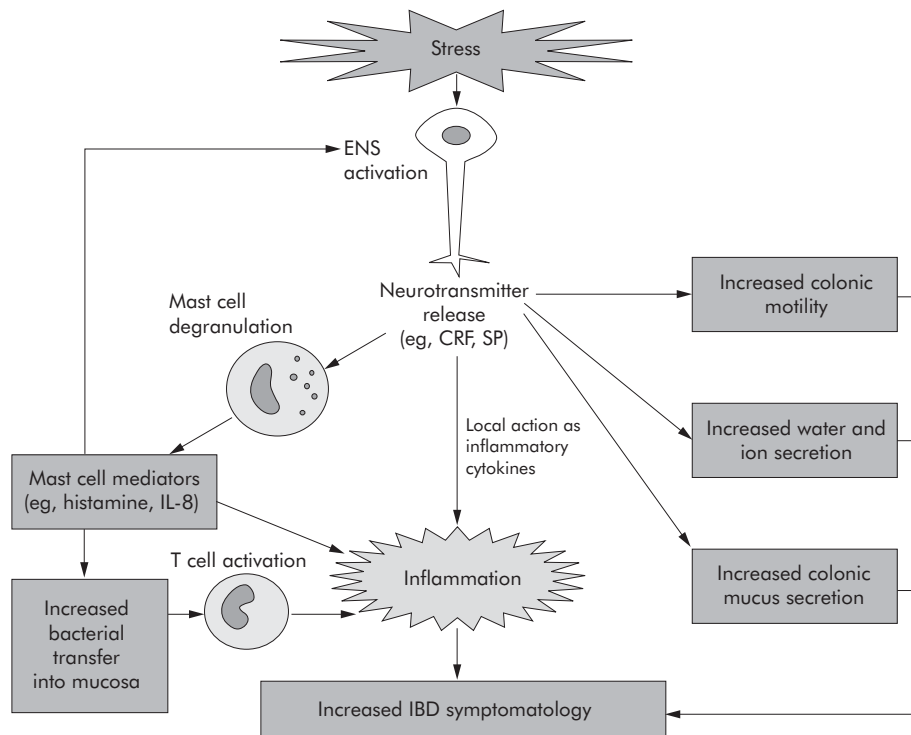 Stress
ENS
activation
Neurotransmitter
release
(eg, CRF, SP)
Mast cell
degranulation
Increased colonic
motility
Local action as
inflammatory
cytokines
Increased water and
ion secretion
Mast cell mediators
(eg, histamine, IL-8)
T cell activation
Inflammation
Increased colonic
mucus secretion
Increased
bacterial
transfer
into mucosa
Increased IBD symptomatology